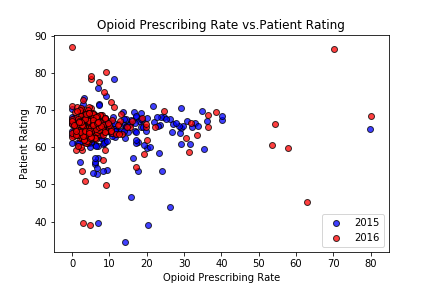 Opioid Prescribing Rate vs.Patient Rating
90
80
70
60
50
40
Patient Rating
0 10 20 30 40 50 60 70 80
Opioid Prescribing Rate
2015
2016